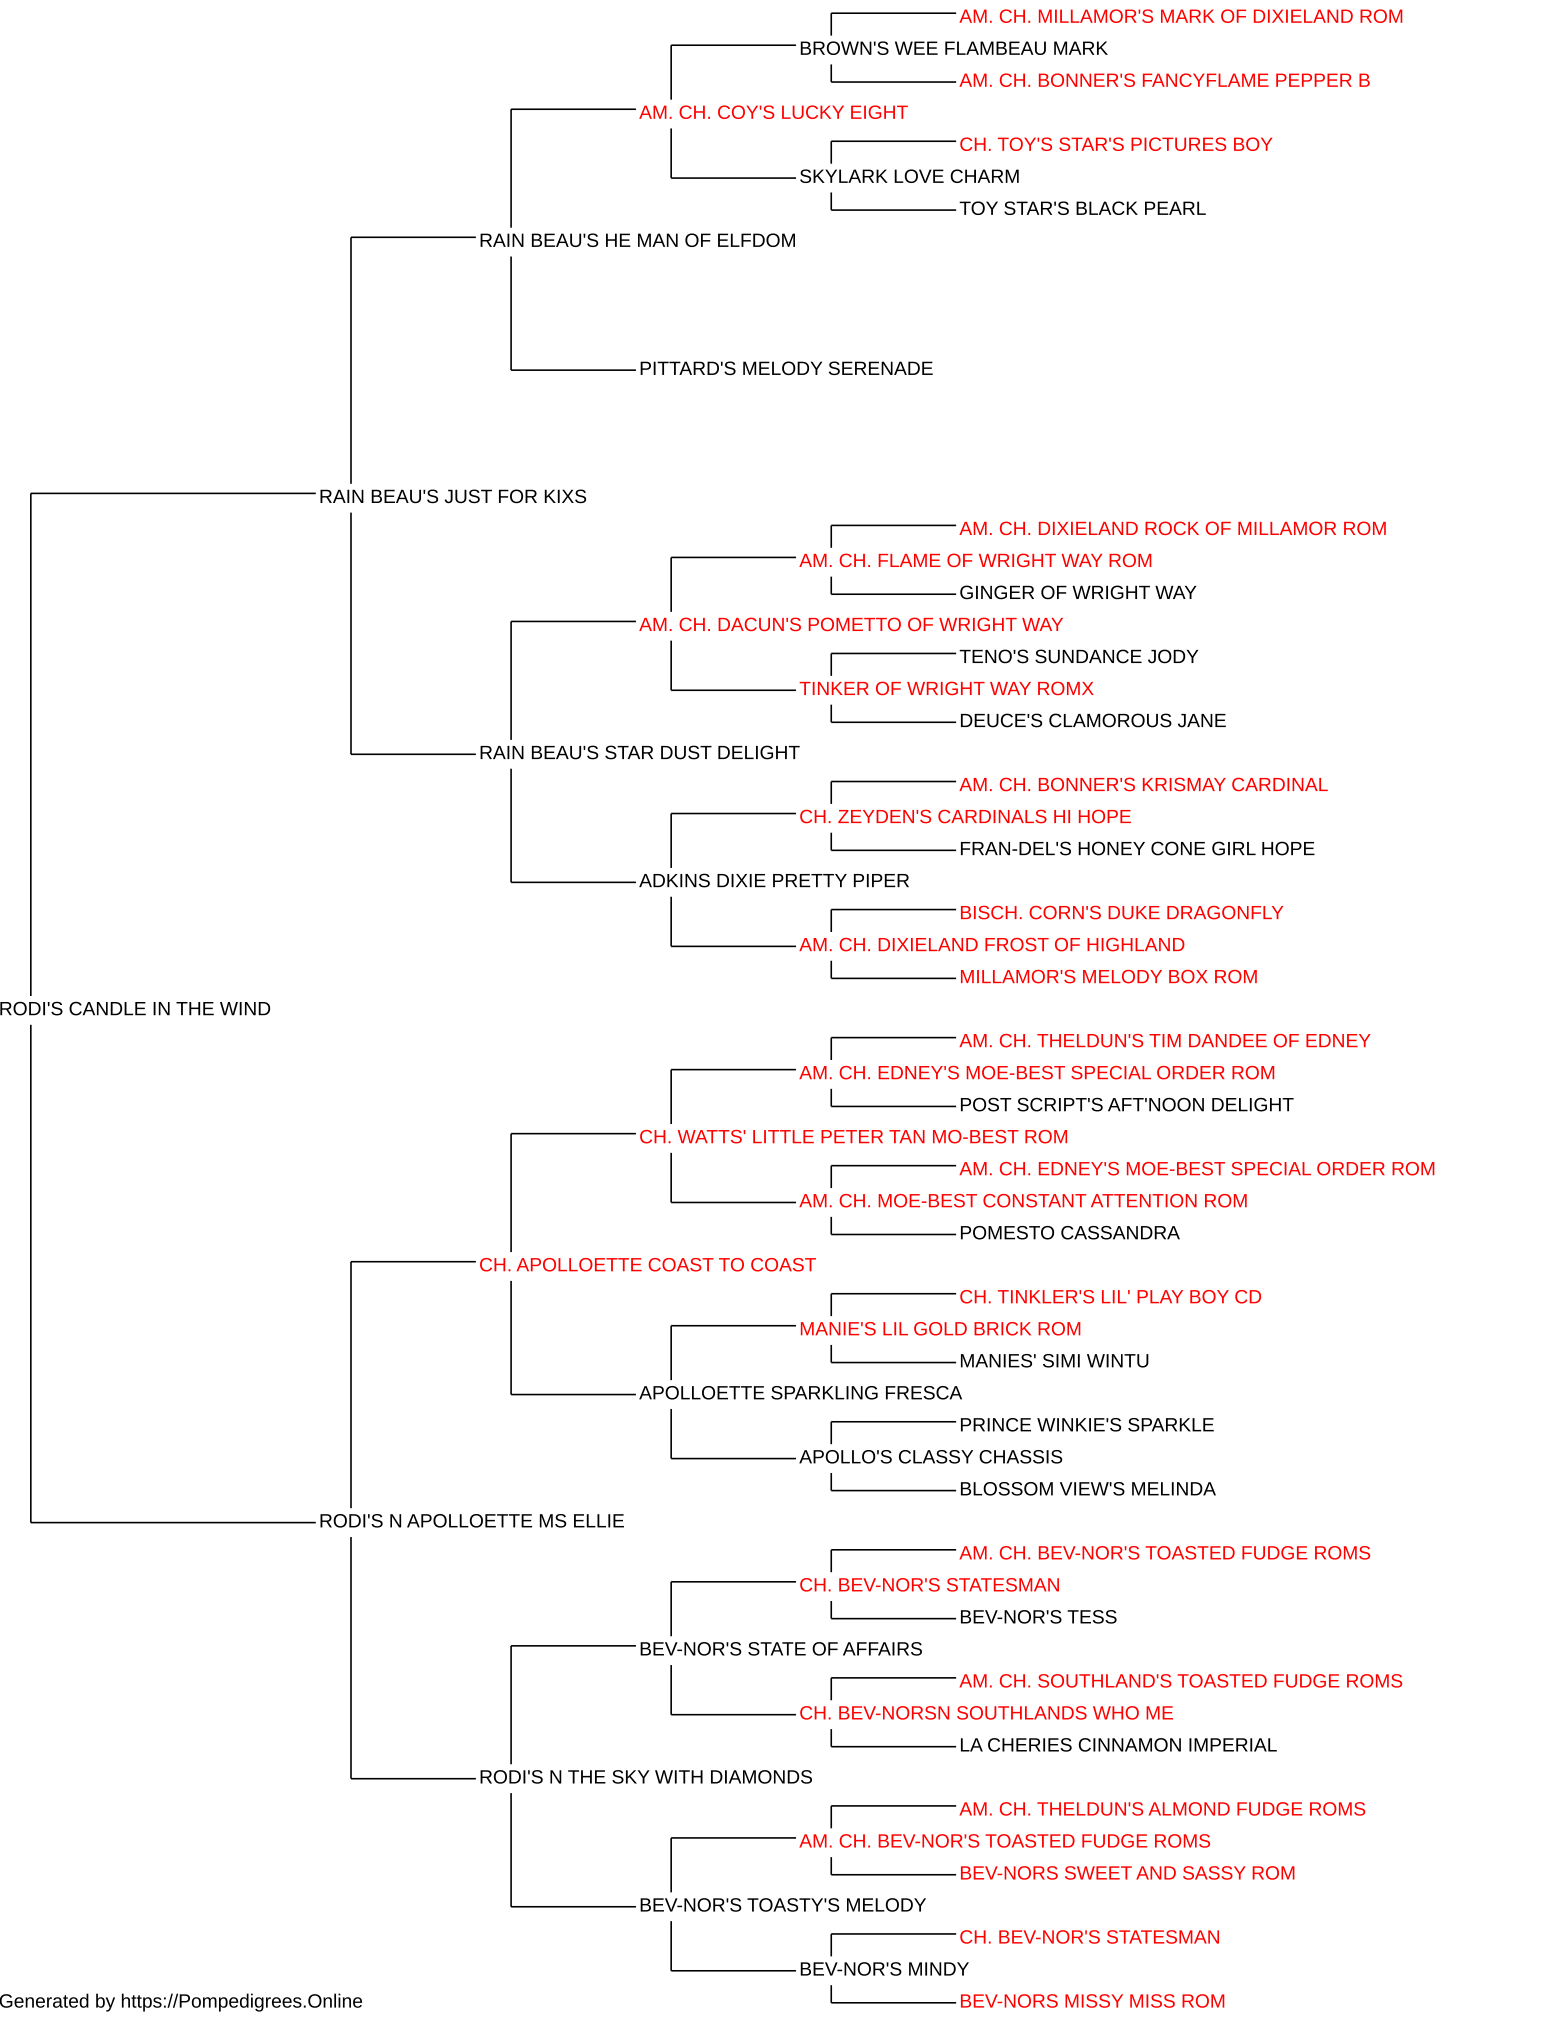 AM. CH. MILLAMOR'S MARK OF DIXIELAND ROM
BROWN'S WEE FLAMBEAU MARK
AM. CH. BONNER'S FANCYFLAME PEPPER B
AM. CH. COY'S LUCKY EIGHT
CH. TOY'S STAR'S PICTURES BOY
SKYLARK LOVE CHARM
TOY STAR'S BLACK PEARL
RAIN BEAU'S HE MAN OF ELFDOM
PITTARD'S MELODY SERENADE
RAIN BEAU'S JUST FOR KIXS
AM. CH. DIXIELAND ROCK OF MILLAMOR ROM
AM. CH. FLAME OF WRIGHT WAY ROM
GINGER OF WRIGHT WAY
AM. CH. DACUN'S POMETTO OF WRIGHT WAY
TENO'S SUNDANCE JODY
TINKER OF WRIGHT WAY ROMX
DEUCE'S CLAMOROUS JANE
RAIN BEAU'S STAR DUST DELIGHT
AM. CH. BONNER'S KRISMAY CARDINAL
CH. ZEYDEN'S CARDINALS HI HOPE
FRAN-DEL'S HONEY CONE GIRL HOPE
ADKINS DIXIE PRETTY PIPER
BISCH. CORN'S DUKE DRAGONFLY
AM. CH. DIXIELAND FROST OF HIGHLAND
MILLAMOR'S MELODY BOX ROM
RODI'S CANDLE IN THE WIND
AM. CH. THELDUN'S TIM DANDEE OF EDNEY
AM. CH. EDNEY'S MOE-BEST SPECIAL ORDER ROM
POST SCRIPT'S AFT'NOON DELIGHT
CH. WATTS' LITTLE PETER TAN MO-BEST ROM
AM. CH. EDNEY'S MOE-BEST SPECIAL ORDER ROM
AM. CH. MOE-BEST CONSTANT ATTENTION ROM
POMESTO CASSANDRA
CH. APOLLOETTE COAST TO COAST
CH. TINKLER'S LIL' PLAY BOY CD
MANIE'S LIL GOLD BRICK ROM
MANIES' SIMI WINTU
APOLLOETTE SPARKLING FRESCA
PRINCE WINKIE'S SPARKLE
APOLLO'S CLASSY CHASSIS
BLOSSOM VIEW'S MELINDA
RODI'S N APOLLOETTE MS ELLIE
AM. CH. BEV-NOR'S TOASTED FUDGE ROMS
CH. BEV-NOR'S STATESMAN
BEV-NOR'S TESS
BEV-NOR'S STATE OF AFFAIRS
AM. CH. SOUTHLAND'S TOASTED FUDGE ROMS
CH. BEV-NORSN SOUTHLANDS WHO ME
LA CHERIES CINNAMON IMPERIAL
RODI'S N THE SKY WITH DIAMONDS
AM. CH. THELDUN'S ALMOND FUDGE ROMS
AM. CH. BEV-NOR'S TOASTED FUDGE ROMS
BEV-NORS SWEET AND SASSY ROM
BEV-NOR'S TOASTY'S MELODY
CH. BEV-NOR'S STATESMAN
BEV-NOR'S MINDY
BEV-NORS MISSY MISS ROM
Generated by https://Pompedigrees.Online